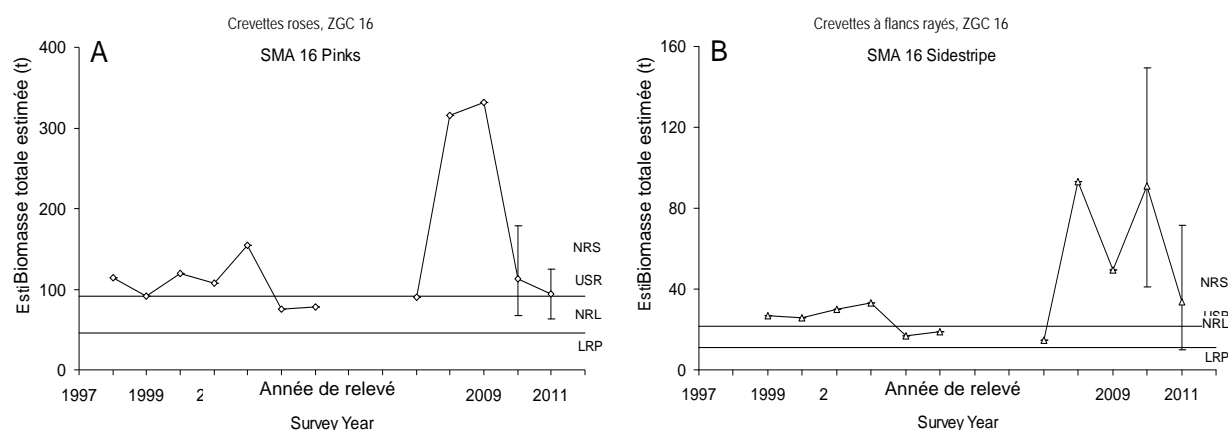 Crevettes roses, ZGC 16
A
SMA 16 Pinks
EstiBiomasse totale estimée (t)
400
300
200
100
0
NRS
USR
NRL
LRP
1997
1999
2
Année de relevé
2009
2011
Survey Year
Crevettes à flancs rayés, ZGC 16
B
SMA 16 Sidestripe
EstiBiomasse totale estimée (t)
160
120
80
40
0
NRS
USR
NRL
LRP
1997
1999
2
Année de relevé
2009
2011
Survey Year